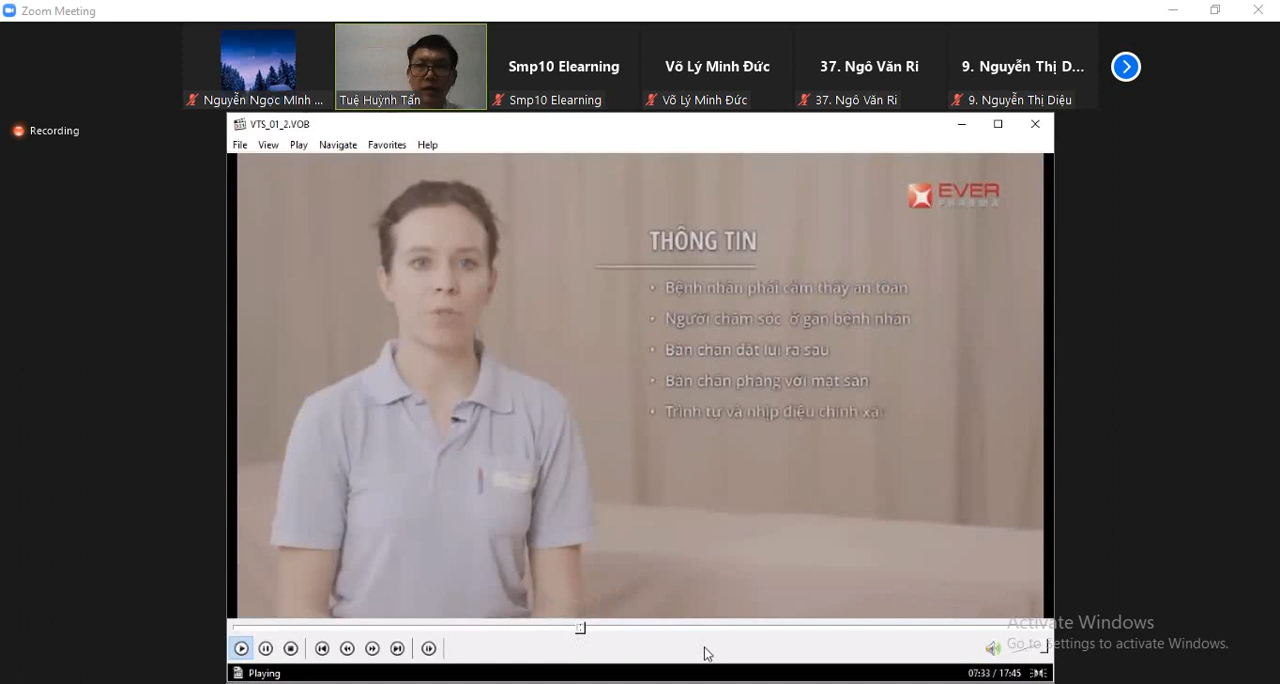 Zoom Meeting
Smp10 Elearning
Võ Lý Minh Đức
37. Ngô Văn Ri
9. Nguyễn Thị D...
Nguyễn Ngọc Minh ...
Tuệ Huỳnh Tấn
Smp10 Elearning
Võ Lý Minh Đức
37. Ngô Văn Ri
9. Nguyễn Thị Diệu
Recording
VTS_01_2.VOB
File View Play Navigate Favorites Help
EVER
PHARMA
THÔNG TIN
• Bệnh nhân phải cảm thấy an toàn
• Người chăm sóc ở gần bệnh nhân
• Bàn chân đặt lùi ra sau
• Bàn chân phẳng với mặt sàn
• Trình tự và nhịp điệu chính xác
Activate Windows
Go to Settings to activate Windows.
Playing
07:33 / 17:45